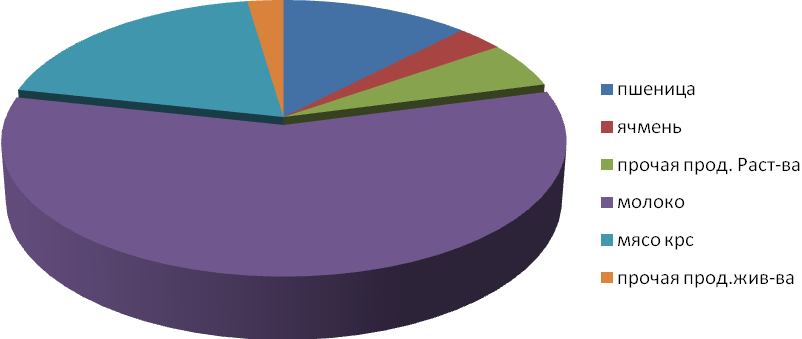 пшеница
ячмень
прочая прод. Раст-ва
молоко
мясо крс
прочая прод.жив-ва